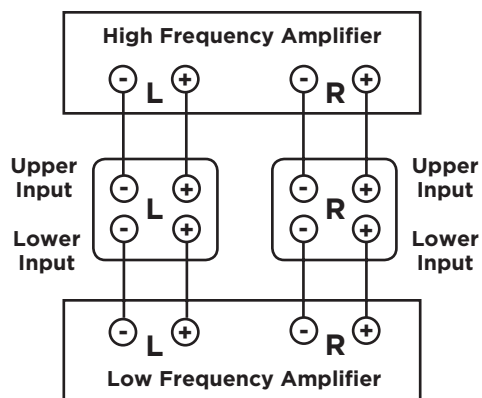 High Frequency Amplifier
- L + - R +
Upper
Input
- L + - R +
Upper
Input
Lower
Input
- + - +
Lower
Input
- L + - R +
Low Frequency Amplifier